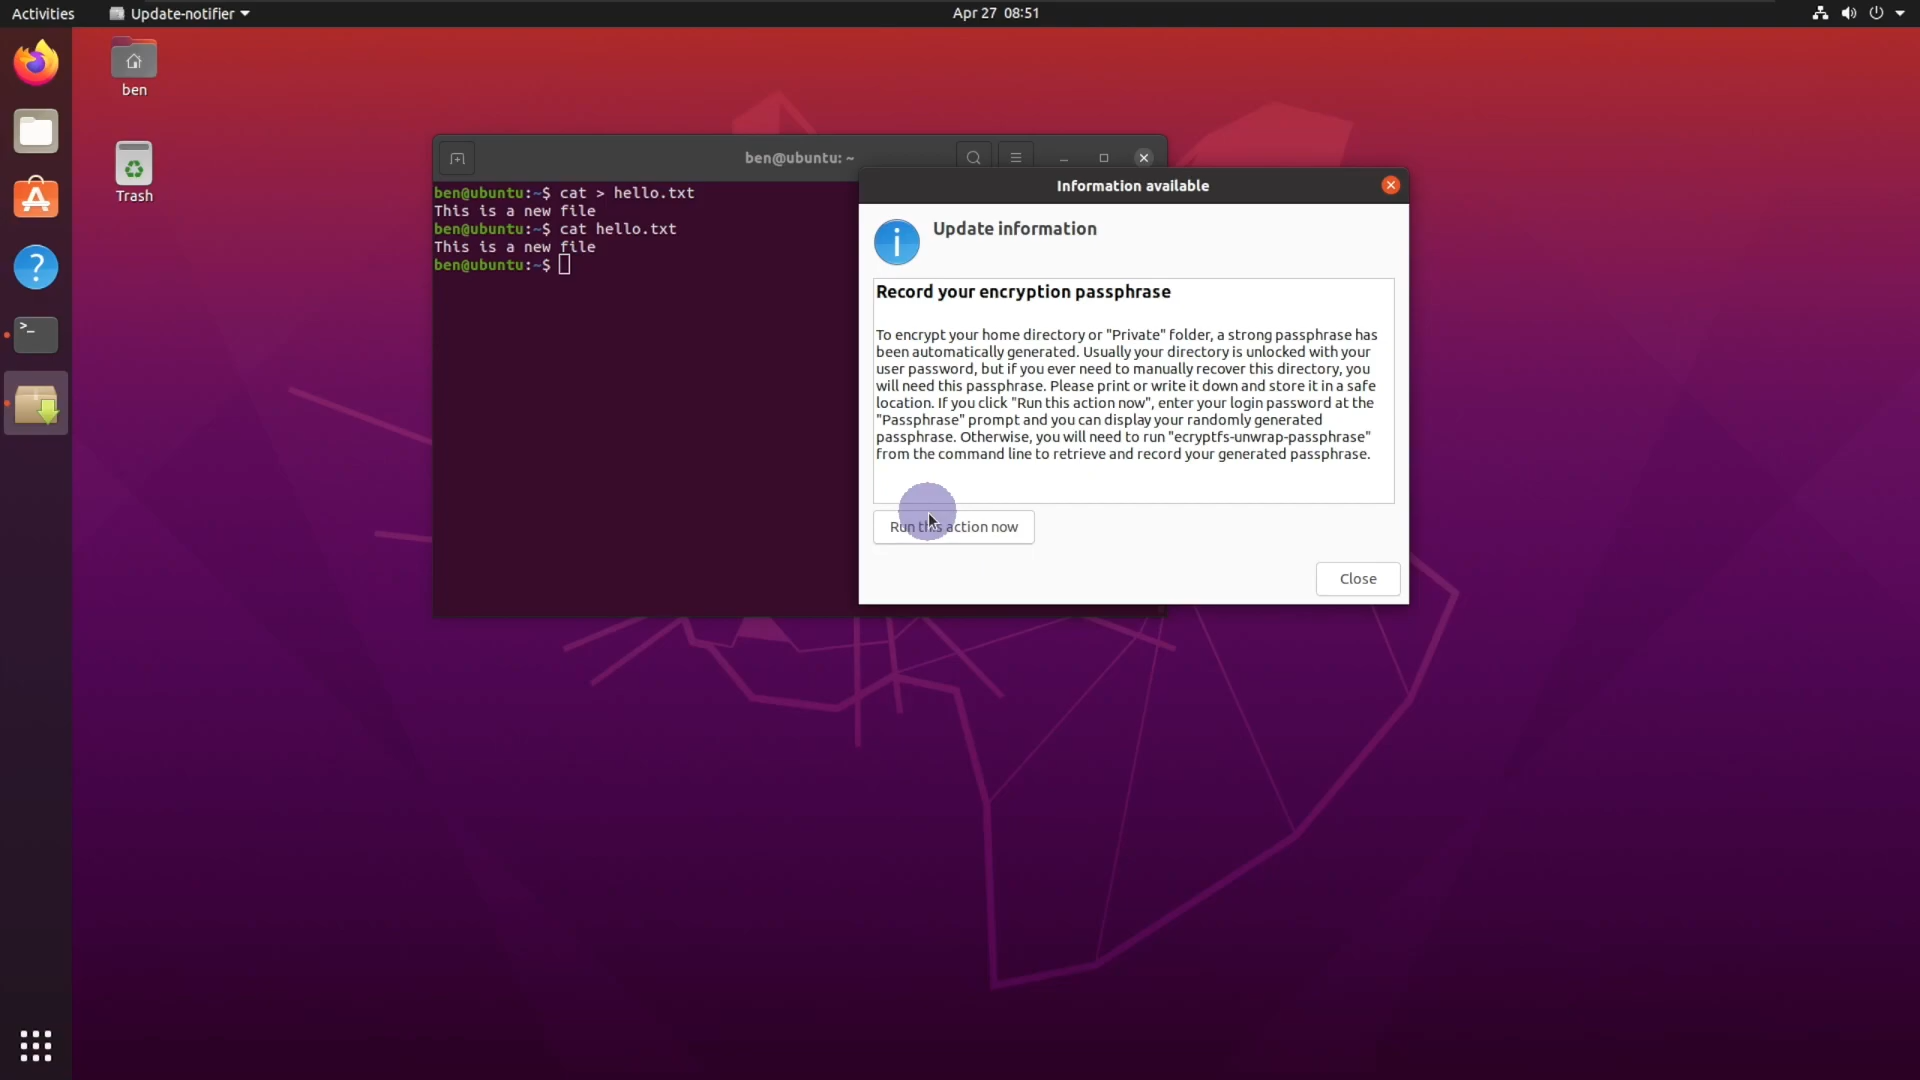 Activities
Update-notifier
Apr 27 08:51
ben
Trash
ben@ubuntu: ~
ben@ubuntu:~$ cat > hello.txt
This is a new file
ben@ubuntu:~$ cat hello.txt
This is a new file
ben@ubuntu:~$
Information available
Update information
Record your encryption passphrase
To encrypt your home directory or "Private" folder, a strong passphrase has
been automatically generated. Usually your directory is unlocked with your
user password, but if you ever need to manually recover this directory, you
will need this passphrase. Please print or write it down and store it in a safe
location. If you click "Run this action now", enter your login password at the
"Passphrase" prompt and you can display your randomly generated
passphrase. Otherwise, you will need to run "ecryptfs-unwrap-passphrase"
from the command line to retrieve and record your generated passphrase.
Run this action now
Close